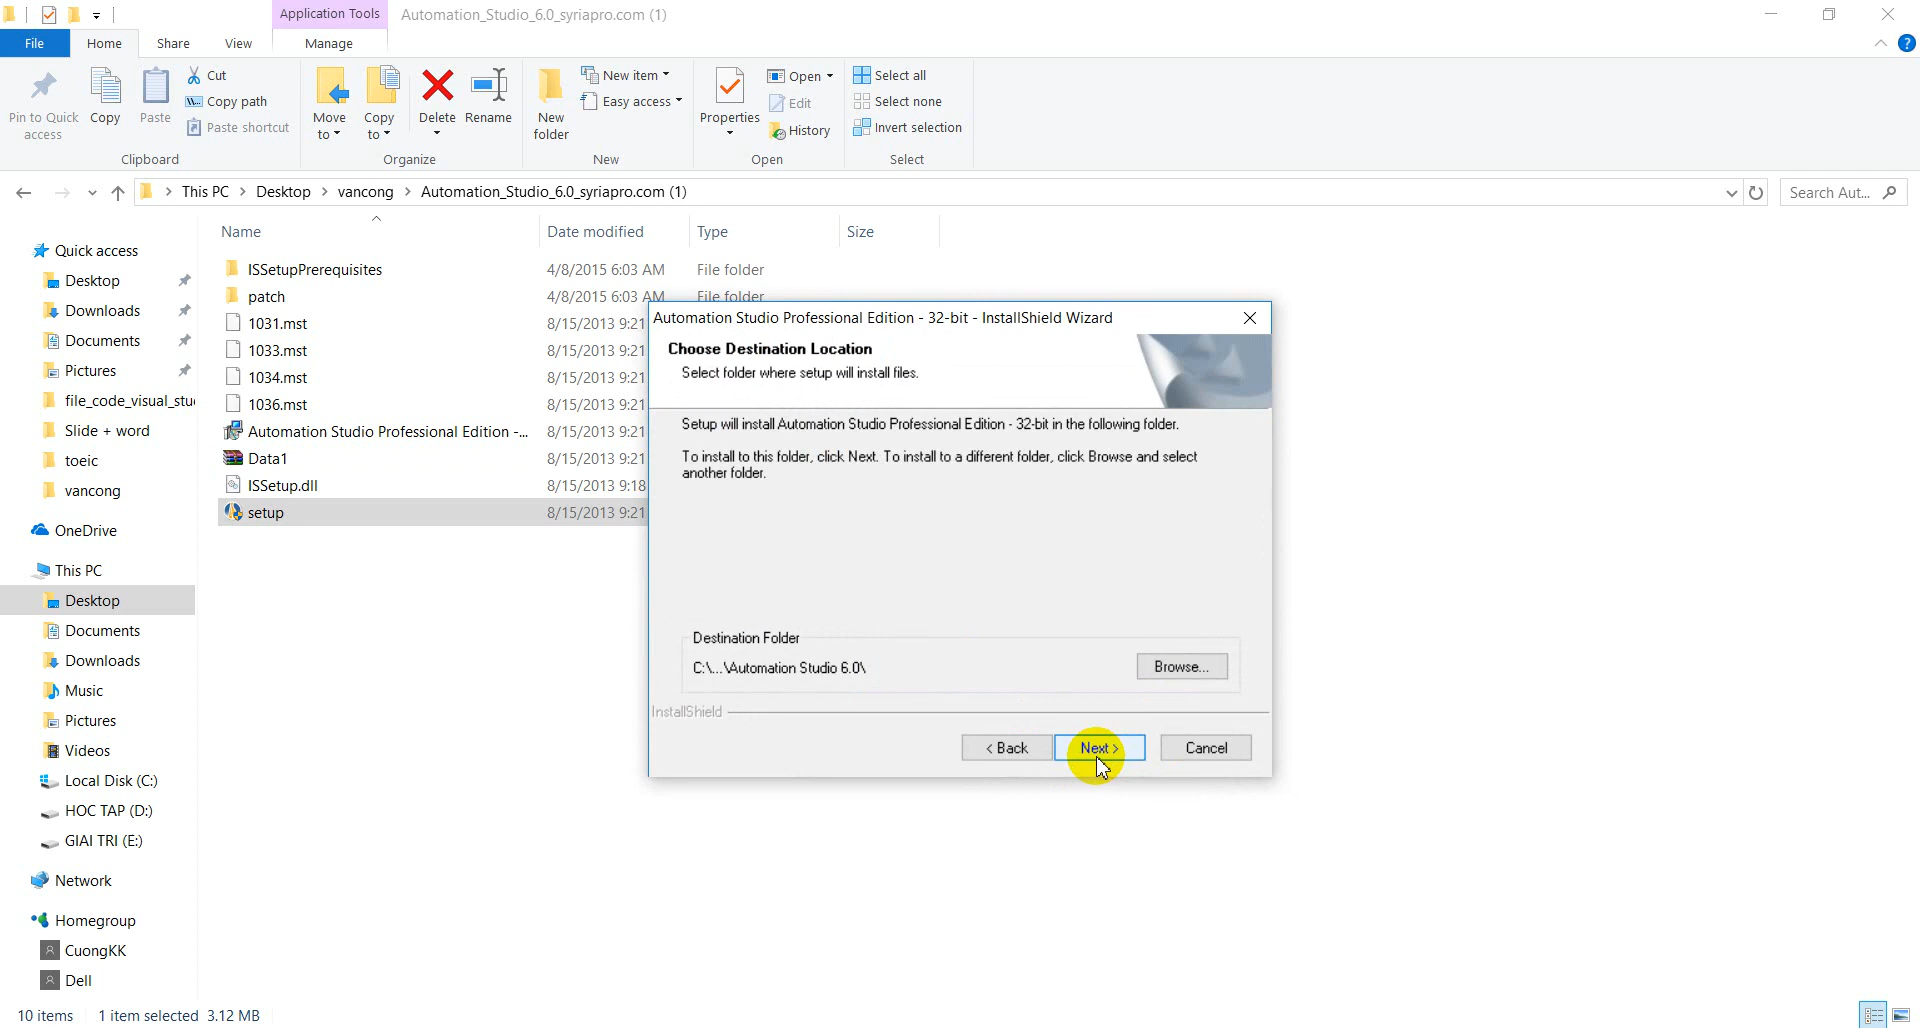 Application Tools
Automation_Studio_6.0_syriapro.com (1)
File
Home
Share
View
Manage
Pin to Quick access
Copy
Paste
Cut
Copy path
Paste shortcut
Clipboard
Move to
Copy to
Delete
Rename
Organize
New folder
New item
Easy access
New
Properties
Open
Edit
History
Open
Select all
Select none
Invert selection
Select
This PC > Desktop > vancong > Automation_Studio_6.0_syriapro.com (1)
Search Aut...
Name
Date modified
Type
Size
Quick access
Desktop
Downloads
Documents
Pictures
file_code_visual_stu
Slide + word
toeic
vancong
OneDrive
This PC
Desktop
Documents
Downloads
Music
Pictures
Videos
Local Disk (C:)
HOC TAP (D:)
GIAI TRI (E:)
Network
Homegroup
CuongKK
Dell
ISSetupPrerequisites 4/8/2015 6:03 AM File folder
patch 4/8/2015 6:03 AM File folder
1031.mst 8/15/2013 9:21
1033.mst 8/15/2013 9:21
1034.mst 8/15/2013 9:21
1036.mst 8/15/2013 9:21
Automation Studio Professional Edition -... 8/15/2013 9:21
Data1 8/15/2013 9:21
ISSetup.dll 8/15/2013 9:18
setup 8/15/2013 9:21
Automation Studio Professional Edition - 32-bit - InstallShield Wizard
Choose Destination Location
Select folder where setup will install files.
Setup will install Automation Studio Professional Edition - 32-bit in the following folder.
To install to this folder, click Next. To install to a different folder, click Browse and select
another folder.
Destination Folder
C:\...\Automation Studio 6.0\
Browse...
InstallShield
< Back
Next >
Cancel
10 items
1 item selected 3.12 MB